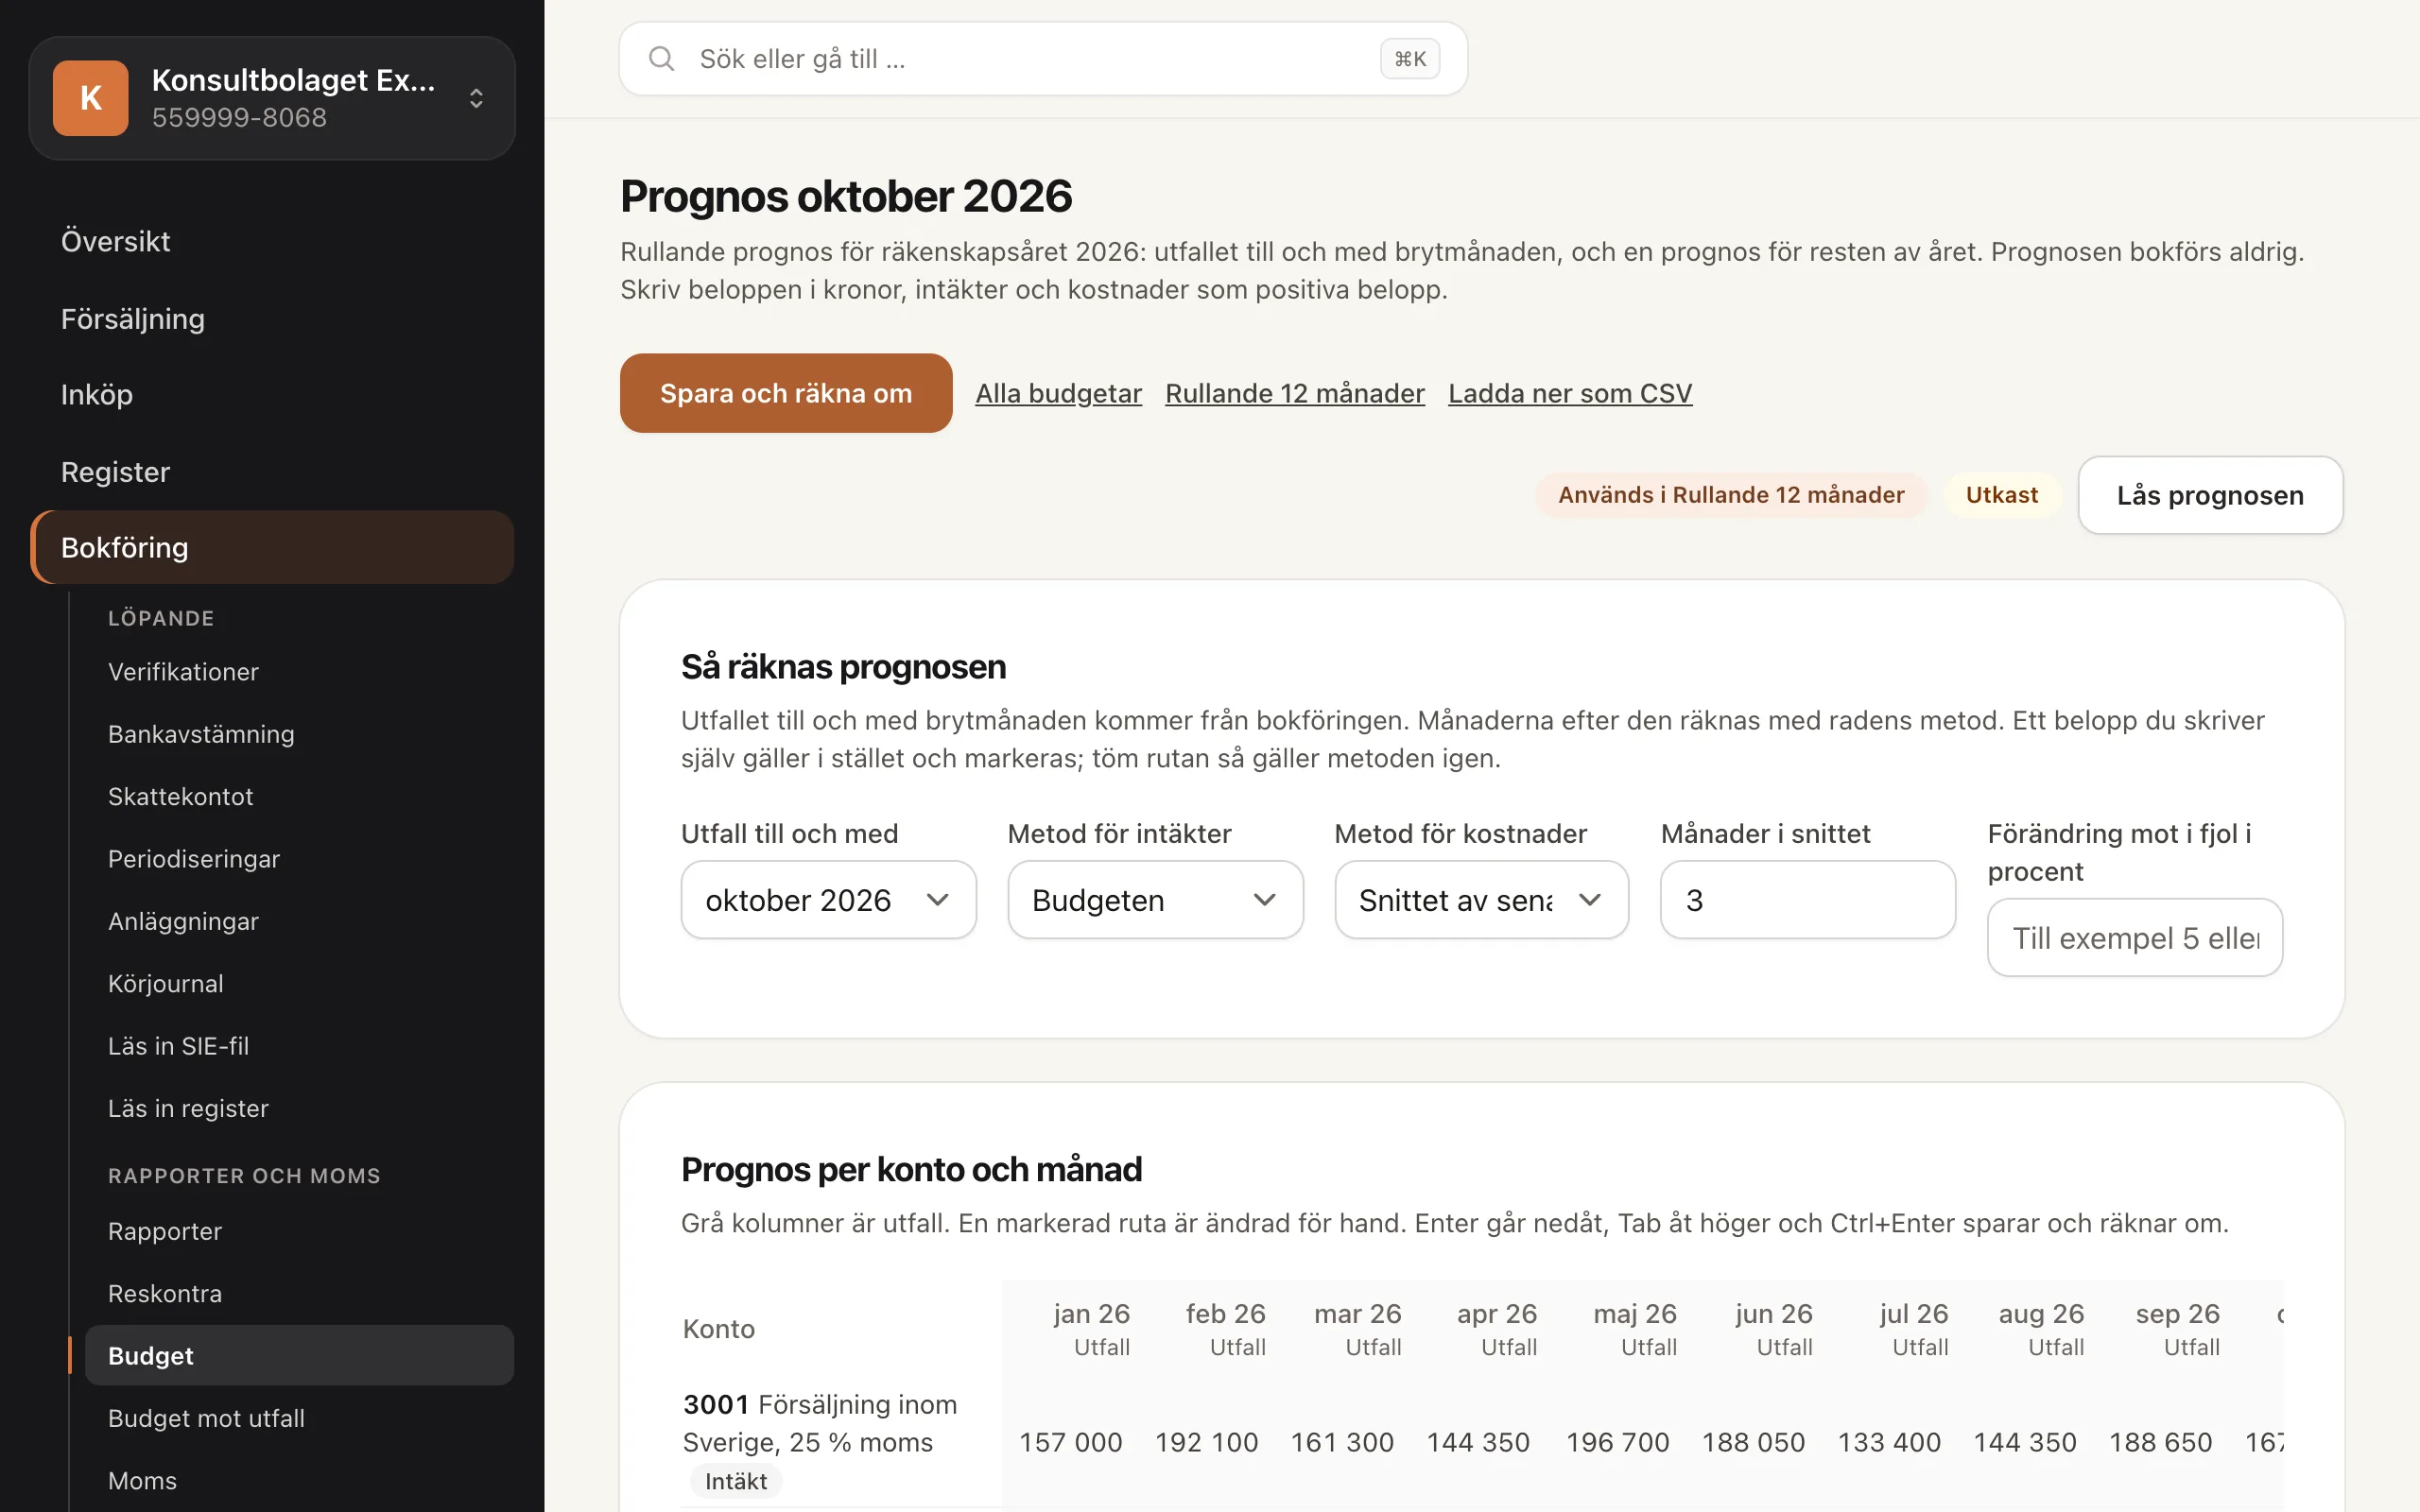 K
Konsultbolaget Ex...
559999-8068
Översikt
Försäljning
Inköp
Register
Bokföring
LÖPANDE
Verifikationer
Bankavstämning
Skattekontot
Periodiseringar
Anläggningar
Körjournal
Läs in SIE-fil
Läs in register
RAPPORTER OCH MOMS
Rapporter
Reskontra
Budget
Budget mot utfall
Moms
Sök eller gå till ...
⌘K
Prognos oktober 2026
Rullande prognos för räkenskapsåret 2026: utfallet till och med brytmånaden, och en prognos för resten av året. Prognosen bokförs aldrig.
Skriv beloppen i kronor, intäkter och kostnader som positiva belopp.
Spara och räkna om
Alla budgetar
Rullande 12 månader
Ladda ner som CSV
Används i Rullande 12 månader
Utkast
Lås prognosen
Så räknas prognosen
Utfallet till och med brytmånaden kommer från bokföringen. Månaderna efter den räknas med radens metod. Ett belopp du skriver
själv gäller i stället och markeras; töm rutan så gäller metoden igen.
Utfall till och med
oktober 2026
Metod för intäkter
Budgeten
Metod för kostnader
Snittet av sena
Månader i snittet
3
Förändring mot i fjol i
procent
Till exempel 5 eller
Prognos per konto och månad
Grå kolumner är utfall. En markerad ruta är ändrad för hand. Enter går nedåt, Tab åt höger och Ctrl+Enter sparar och räknar om.
Konto
jan 26 feb 26 mar 26 apr 26 maj 26 jun 26 jul 26 aug 26 sep 26
Utfall Utfall Utfall Utfall Utfall Utfall Utfall Utfall Utfall
3001 Försäljning inom
Sverige, 25 % moms
Intäkt
157 000 192 100 161 300 144 350 196 700 188 050 133 400 144 350 188 650 167